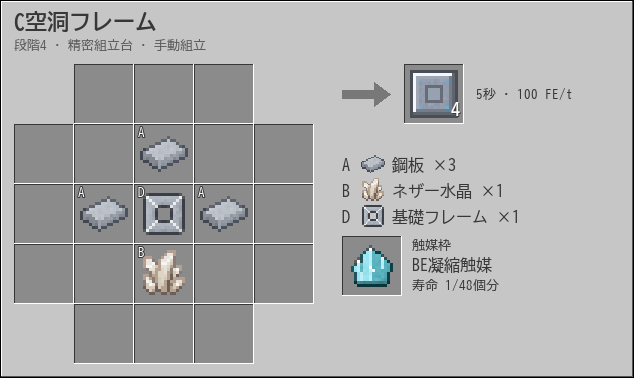 C空洞フレーム
段階4 · 精密組立台 · 手動組立
4
5秒 · 100 FE/t
A
A
D
A
B
A 鋼板 ×3
B ネザー水晶 ×1
D 基礎フレーム ×1
触媒枠
BE凝縮触媒
寿命 1/48個分